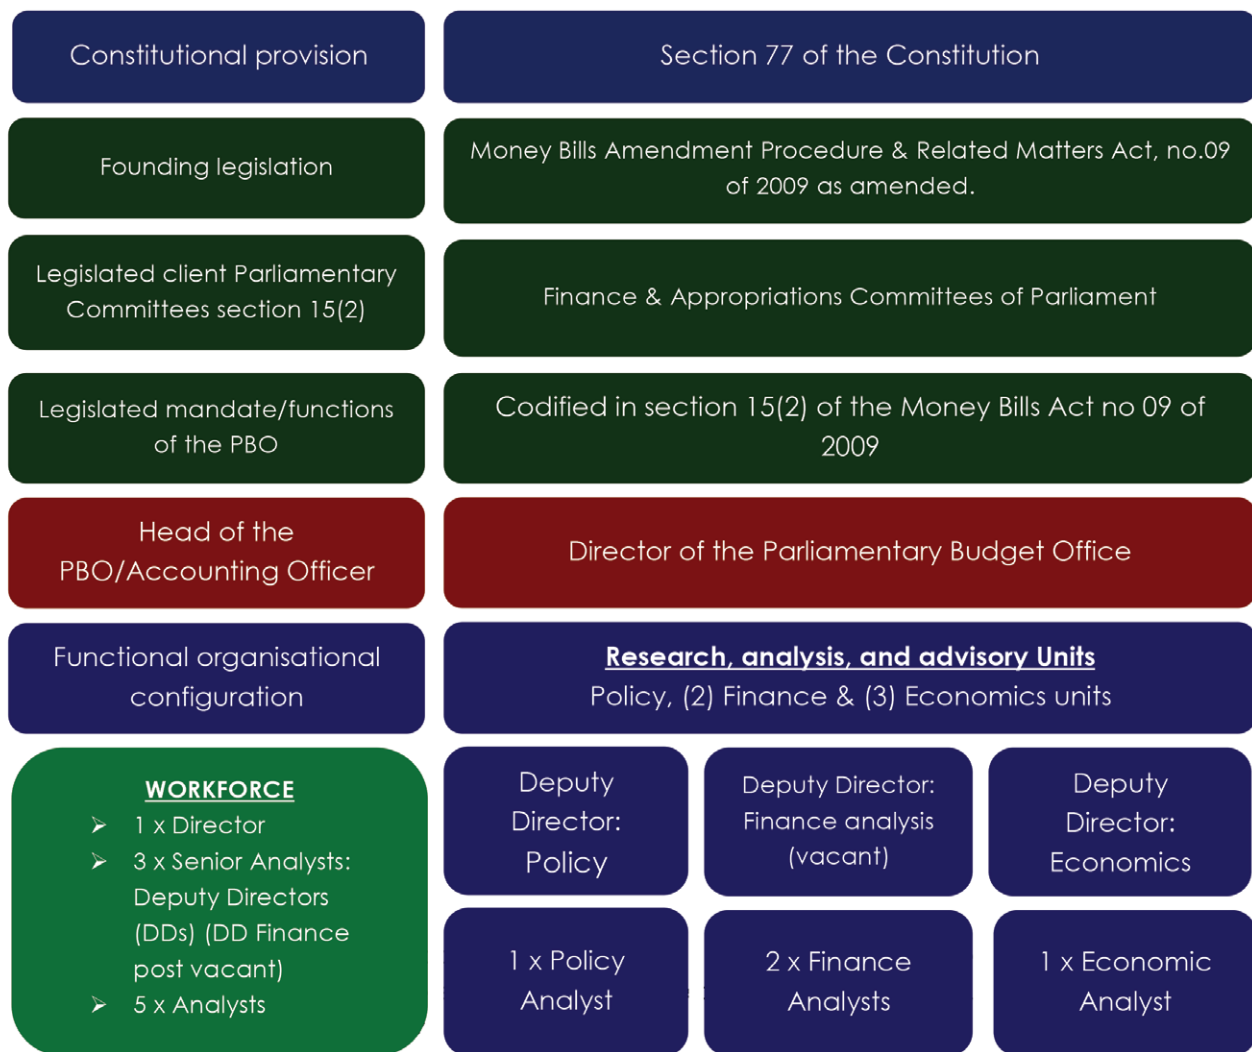 Constitutional provision
Section 77 of the Constitution
Founding legislation
Money Bills Amendment Procedure & Related Matters Act, no.09
of 2009 as amended.
Legislated client Parliamentary
Committees section 15(2)
Finance & Appropriations Committees of Parliament
Legislated mandate/functions
of the PBO
Codified in section 15(2) of the Money Bills Act no 09 of
2009
Head of the
PBO/Accounting Officer
Director of the Parliamentary Budget Office
Functional organisational
configuration
Research, analysis, and advisory Units
Policy, (2) Finance & (3) Economics units
WORKFORCE
➢ 1 x Director
➢ 3 x Senior Analysts:
Deputy Directors
(DDs) (DD Finance
post vacant)
➢ 5 x Analysts
Deputy
Director:
Policy
Deputy Director:
Finance analysis
(vacant)
Deputy
Director:
Economics
1 x Policy
Analyst
2 x Finance
Analysts
1 x Economic
Analyst